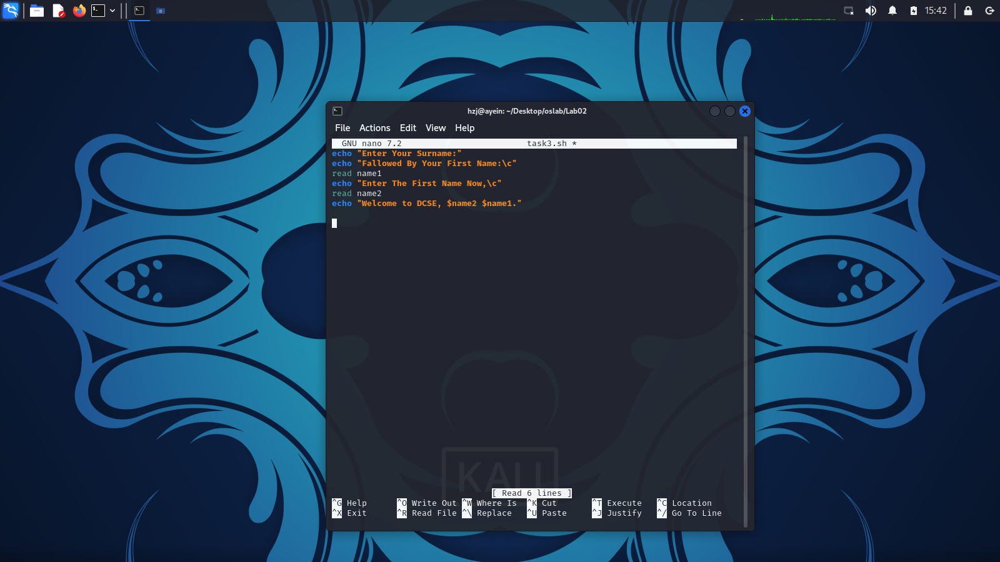 15:42
hzj@ayein: ~/Desktop/oslab/Lab02
File Actions Edit View Help
GNU nano 7.2 task3.sh *
echo "Enter Your Surname:"
echo "Fallowed By Your First Name:\c"
read name1
echo "Enter The First Name Now,\c"
read name2
echo "Welcome to DCSE, $name2 $name1."
KALI
[ Read 6 lines ]
^G Help ^O Write Out ^W Where Is ^K Cut ^T Execute ^C Location
^X Exit ^R Read File ^\ Replace ^U Paste ^J Justify ^/ Go To Line